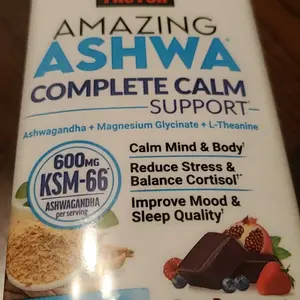 AMAZING
ASHWA
COMPLETE CALM
SUPPORT
Ashwagandha + Magnesium Glycinate + L-Theanine
600MG
KSM-66
ASHWAGANDHA
per serving
Calm Mind & Body
Reduce Stress &
Balance Cortisol
Improve Mood &
Sleep Quality